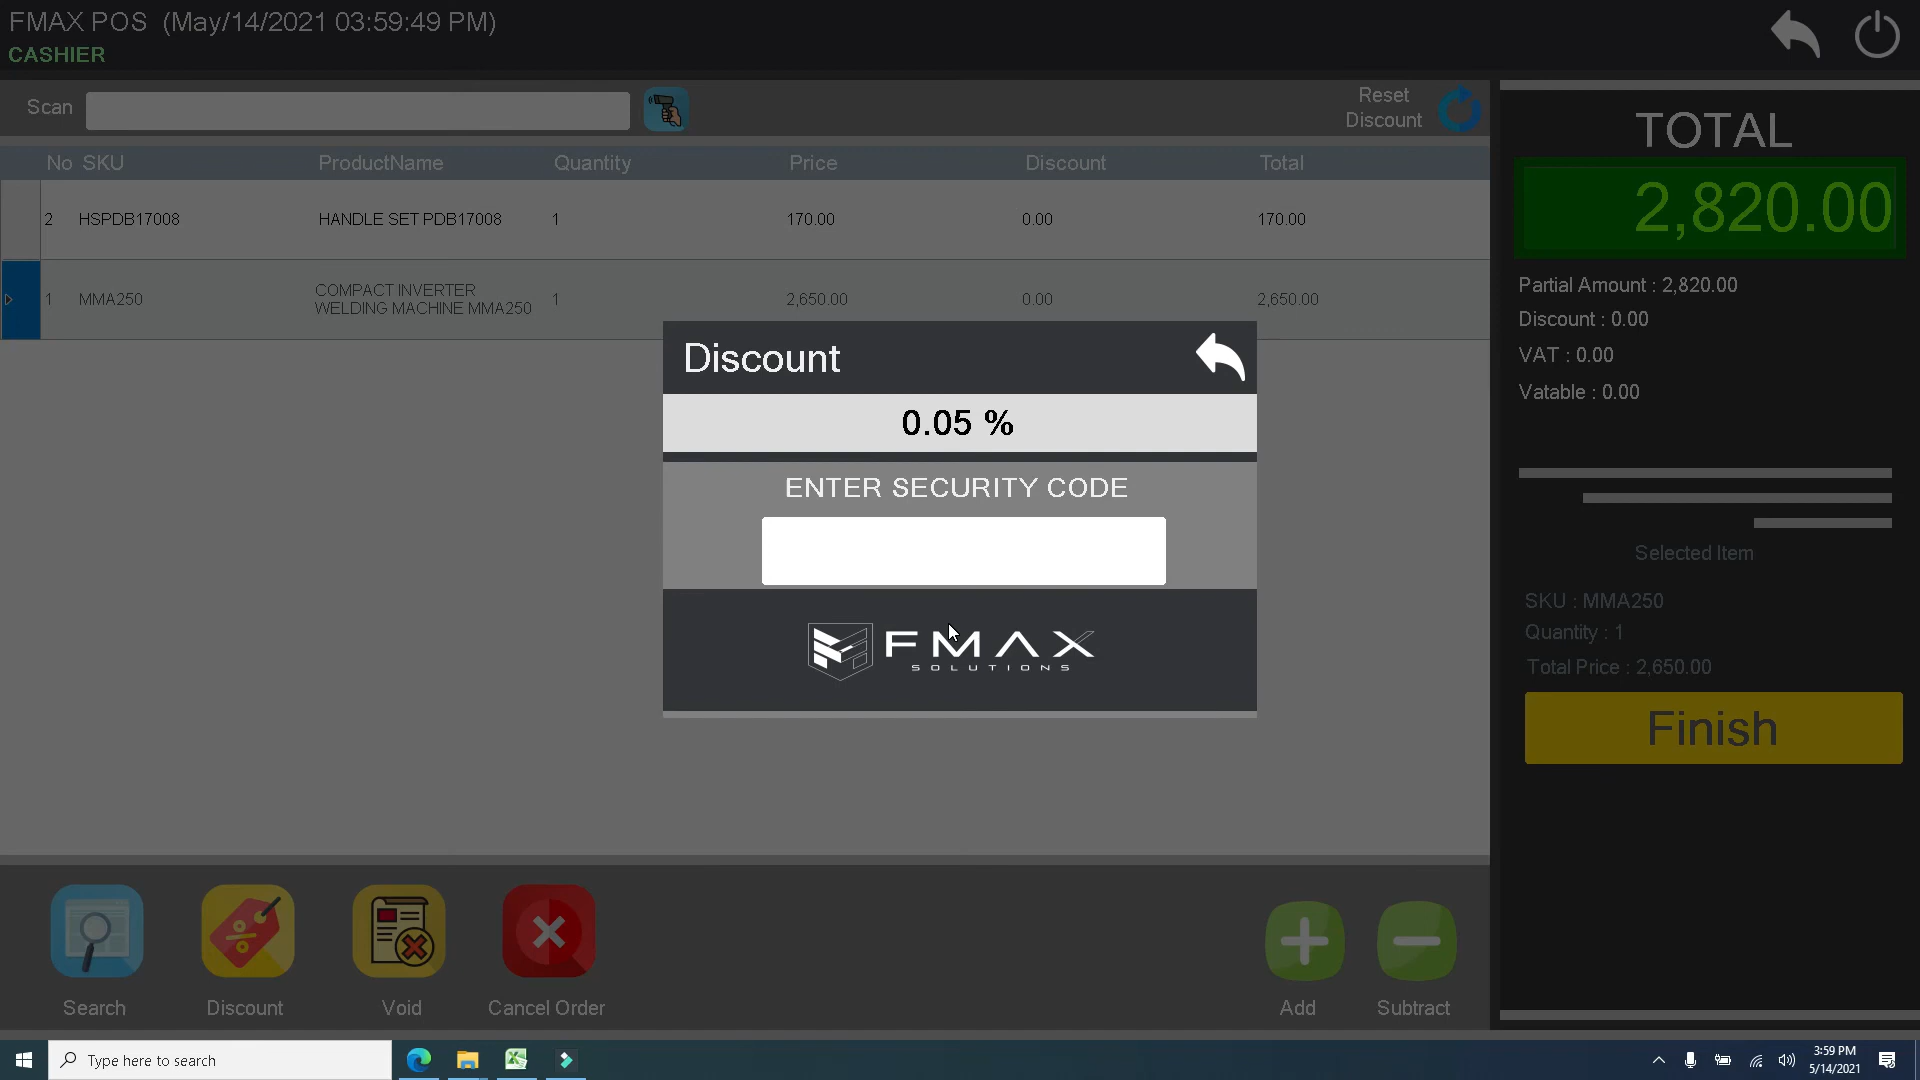 FMAX POS (May/14/2021 03:59:49 PM)
CASHIER
Scan
Reset
Discount
No SKU ProductName Quantity Price Discount Total
2 HSPDB17008 HANDLE SET PDB17008 1 170.00 0.00 170.00
1 MMA250 COMPACT INVERTER WELDING MACHINE MMA250 1 2,650.00 0.00 2,650.00
TOTAL
2,820.00
Partial Amount : 2,820.00
Discount : 0.00
VAT : 0.00
Vatable : 0.00
Selected Item
SKU : MMA250
Quantity : 1
Total Price : 2,650.00
Finish
Discount
0.05 %
ENTER SECURITY CODE
FMAX
SOLUTIONS
Search Discount Void Cancel Order Add Subtract
Type here to search
3:59 PM
5/14/2021